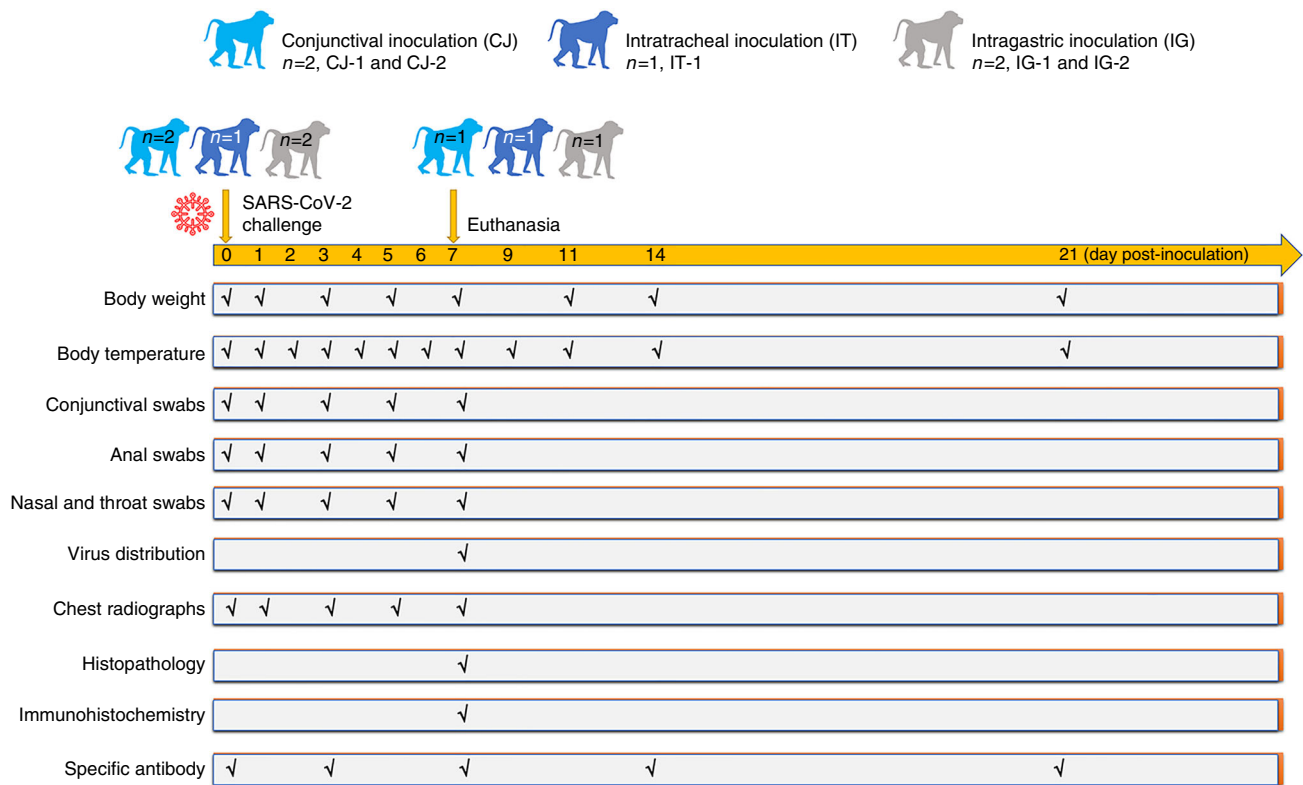 Conjunctival inoculation (CJ)
n=2, CJ-1 and CJ-2
Intratracheal inoculation (IT)
n=1, IT-1
Intragastric inoculation (IG)
n=2, IG-1 and IG-2
n=2 n=1 n=2
n=1 n=1 n=1
SARS-CoV-2
challenge
Euthanasia
0 1 2 3 4 5 6 7 9 11 14 21 (day post-inoculation)
Body weight √ √ √ √ √ √ √ √
Body temperature √ √ √ √ √ √ √ √ √ √ √ √
Conjunctival swabs √ √ √ √ √
Anal swabs √ √ √ √ √
Nasal and throat swabs √ √ √ √ √
Virus distribution √
Chest radiographs √ √ √ √ √
Histopathology √
Immunohistochemistry √
Specific antibody √ √ √ √ √